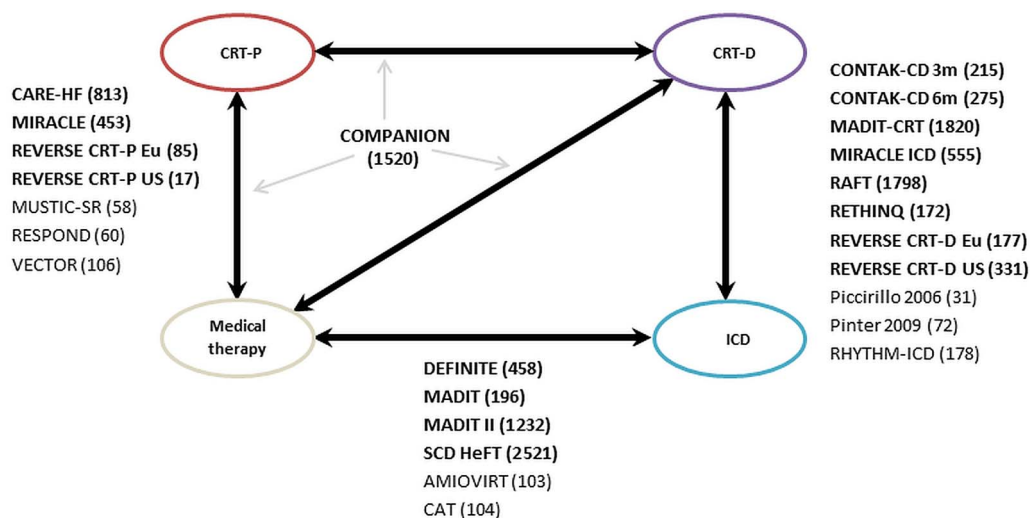 CRT-P
CRT-D
CARE-HF (813)
MIRACLE (453)
REVERSE CRT-P Eu (85)
REVERSE CRT-P US (17)
MUSTIC-SR (58)
RESPOND (60)
VECTOR (106)
COMPANION
(1520)
CONTAK-CD 3m (215)
CONTAK-CD 6m (275)
MADIT-CRT (1820)
MIRACLE ICD (555)
RAFT (1798)
RETHINQ (172)
REVERSE CRT-D Eu (177)
REVERSE CRT-D US (331)
Piccirillo 2006 (31)
Pinter 2009 (72)
RHYTHM-ICD (178)
Medical
therapy
ICD
DEFINITE (458)
MADIT (196)
MADIT II (1232)
SCD HeFT (2521)
AMIOVIRT (103)
CAT (104)